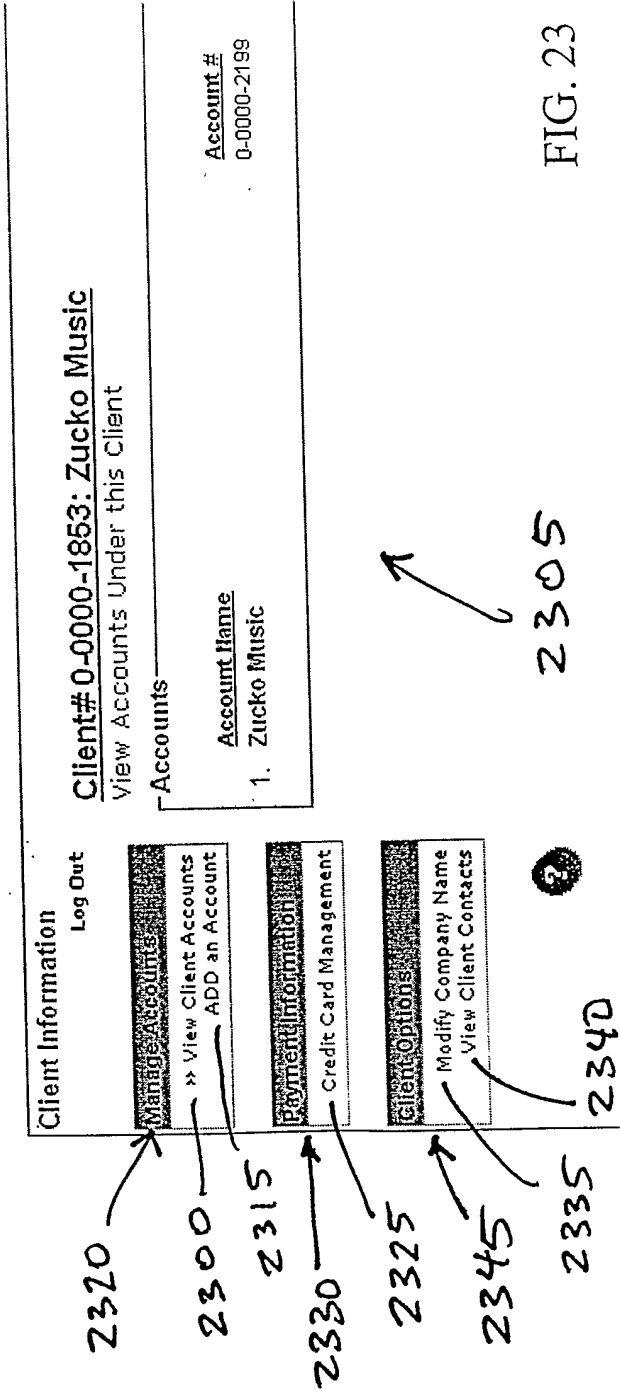 Client Information
Log Out
Manage Accounts
» View Client Accounts
ADD an Account
Payment Information
Credit Card Management
Client Options
Modify Company Name
View Client Contacts
?
Client# 0-0000-1853: Zucko Music
View Accounts Under this Client
Accounts
Account Name Account #
1. Zucko Music 0-0000-2199
2320
2300
2315
2330
2325
2345
2335
2340
2305
FIG. 23